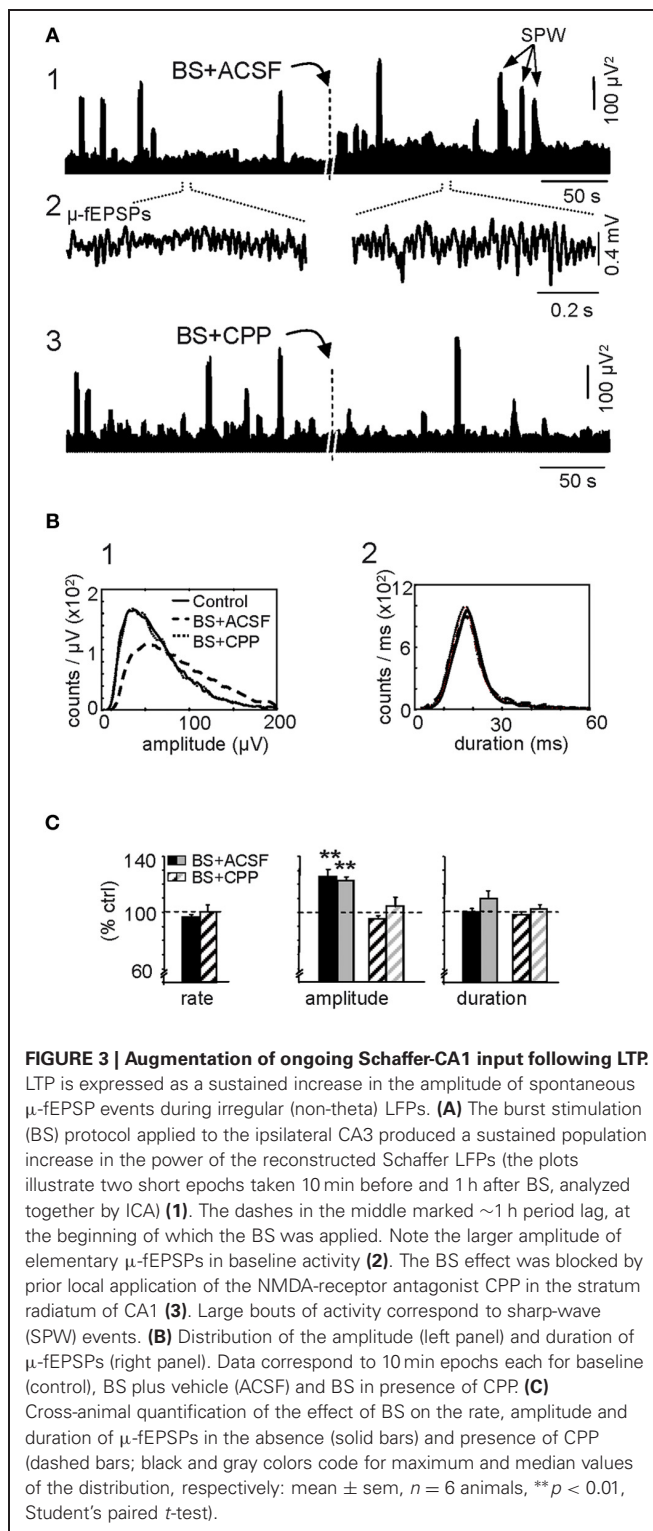 A
SPW
1
BS+ACSF
100 µV²
50 s
2 µ-fEPSPs
0.4 mV
0.2 s
3
BS+CPP
100 µV²
50 s
B
1
2
counts / µV (x10²)
2
1
0
Control
BS+ACSF
BS+CPP
0 100 200
amplitude (µV)
counts / ms (x10²)
12
6
0
0 30 60
duration (ms)
C
(% ctrl)
140
100
60
BS+ACSF
BS+CPP
**
**
rate
amplitude
duration
FIGURE 3 | Augmentation of ongoing Schaffer-CA1 input following LTP.
LTP is expressed as a sustained increase in the amplitude of spontaneous
μ-fEPSP events during irregular (non-theta) LFPs. (A) The burst stimulation
(BS) protocol applied to the ipsilateral CA3 produced a sustained population
increase in the power of the reconstructed Schaffer LFPs (the plots
illustrate two short epochs taken 10 min before and 1 h after BS, analyzed
together by ICA) (1). The dashes in the middle marked ∼1 h period lag, at
the beginning of which the BS was applied. Note the larger amplitude of
elementary μ-fEPSPs in baseline activity (2). The BS effect was blocked by
prior local application of the NMDA-receptor antagonist CPP in the stratum
radiatum of CA1 (3). Large bouts of activity correspond to sharp-wave
(SPW) events. (B) Distribution of the amplitude (left panel) and duration of
μ-fEPSPs (right panel). Data correspond to 10 min epochs each for baseline
(control), BS plus vehicle (ACSF) and BS in presence of CPP. (C)
Cross-animal quantification of the effect of BS on the rate, amplitude and
duration of μ-fEPSPs in the absence (solid bars) and presence of CPP
(dashed bars; black and gray colors code for maximum and median values
of the distribution, respectively: mean ± sem, n = 6 animals, **p < 0.01,
Student's paired t-test).